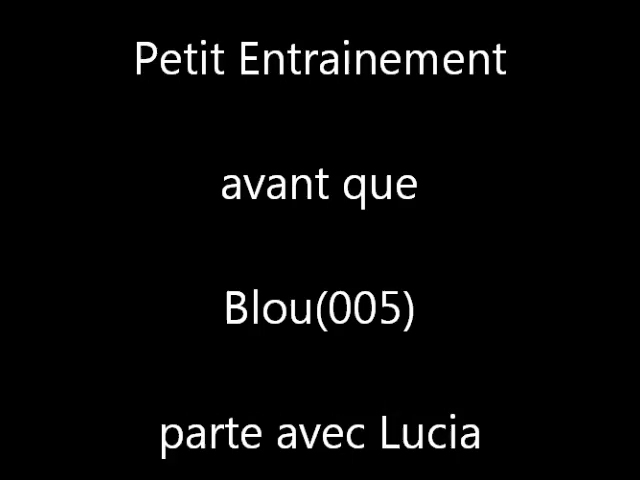 Petit Entrainement
avant que
Blou(005)
parte avec Lucia